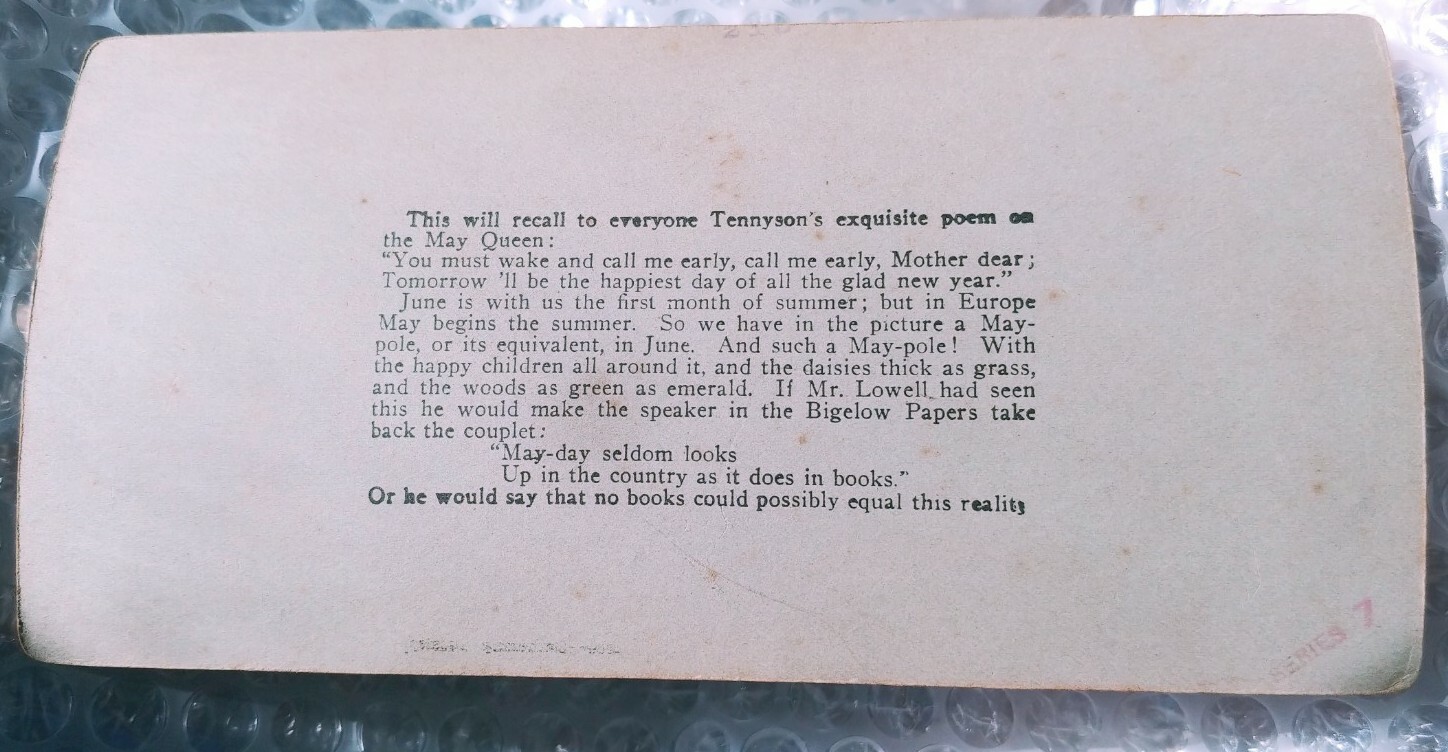 210
This will recall to everyone Tennyson's exquisite poem on
the May Queen:
“You must wake and call me early, call me early, Mother dear;
Tomorrow 'll be the happiest day of all the glad new year.”
June is with us the first month of summer; but in Europe
May begins the summer. So we have in the picture a May-
pole, or its equivalent, in June. And such a May-pole! With
the happy children all around it, and the daisies thick as grass,
and the woods as green as emerald. If Mr. Lowell had seen
this he would make the speaker in the Bigelow Papers take
back the couplet:
“May-day seldom looks
Up in the country as it does in books.”
Or he would say that no books could possibly equal this reality
SERIES 7